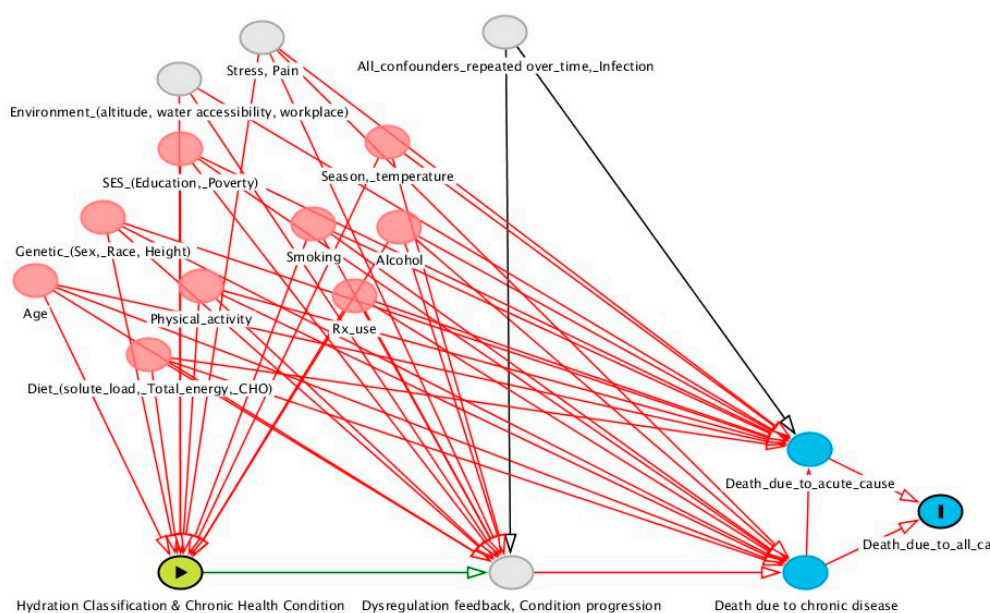 Stress, Pain
All_confounders_repeated over_time,_Infection
Environment_(altitude, water accessibility, workplace)
SES_(Education,_Poverty)
Season,_temperature
Genetic_(Sex,_Race, Height)
Smoking
Alcohol
Age
Physical_activity
Rx_use
Diet_(solute_load,_Total_energy,_CHO)
Death_due_to_acute_cause
Death_due_to_all_ca
Hydration Classification & Chronic Health Condition
Dysregulation feedback, Condition progression
Death due to chronic disease